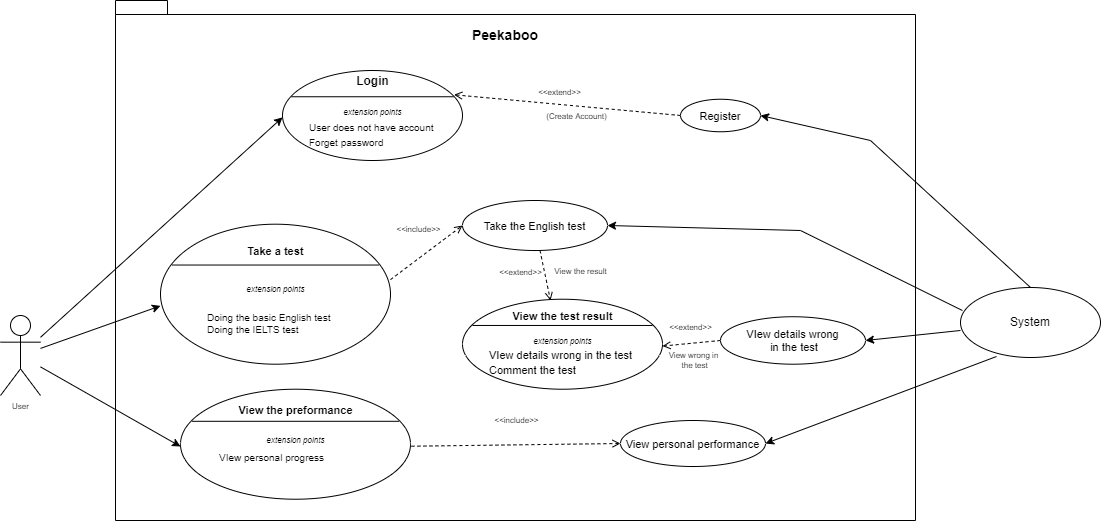 Peekaboo
Login
extension points
User does not have account
Forget password
<<extend>>
(Create Account)
Register
Take a test
extension points
Doing the basic English test
Doing the IELTS test
<<include>>
Take the English test
<<extend>>
View the result
View the test result
extension points
VIew details wrong in the test
Comment the test
<<extend>>
View wrong in
the test
VIew details wrong
in the test
System
User
View the preformance
extension points
VIew personal progress
<<include>>
View personal performance